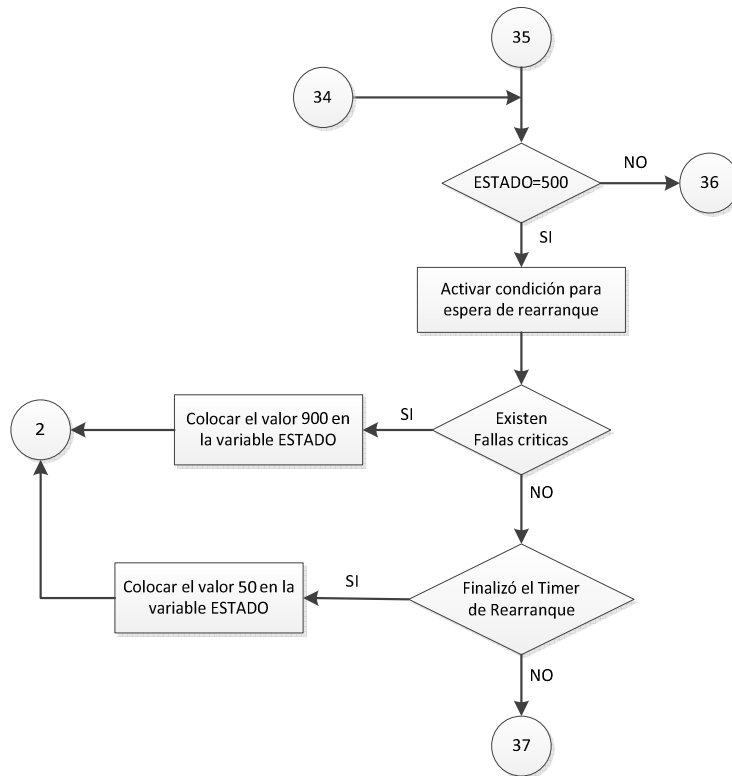 35
34
ESTADO=500
NO
36
SI
Activar condición para
espera de rearranque
2
Colocar el valor 900 en
la variable ESTADO
SI
Existen
Fallas criticas
NO
Colocar el valor 50 en la
variable ESTADO
SI
Finalizó el Timer
de Rearranque
NO
37